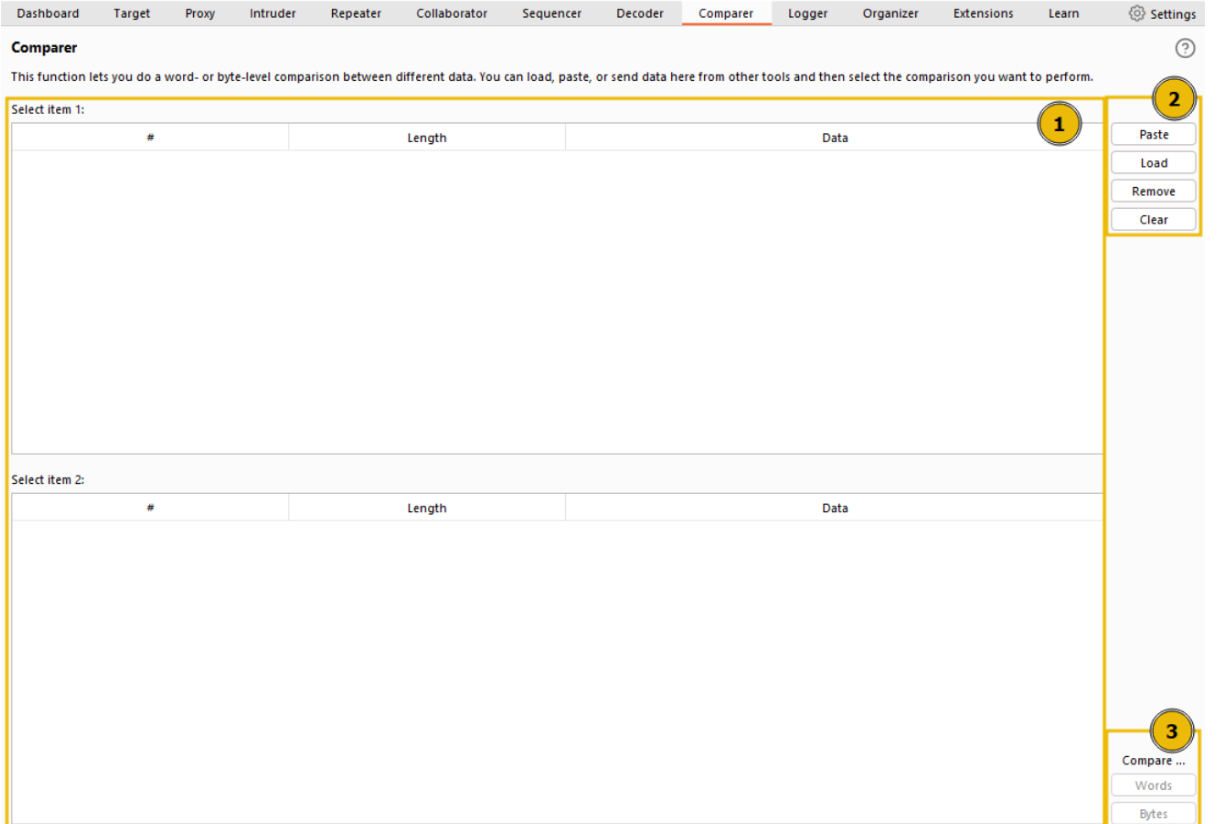 Dashboard Target Proxy Intruder Repeater Collaborator Sequencer Decoder Comparer Logger Organizer Extensions Learn Settings
Comparer ?
This function lets you do a word- or byte-level comparison between different data. You can load, paste, or send data here from other tools and then select the comparison you want to perform.
2
Select item 1:
1
# Length Data
Paste
Load
Remove
Clear
Select item 2:
# Length Data
3
Compare ...
Words
Bytes